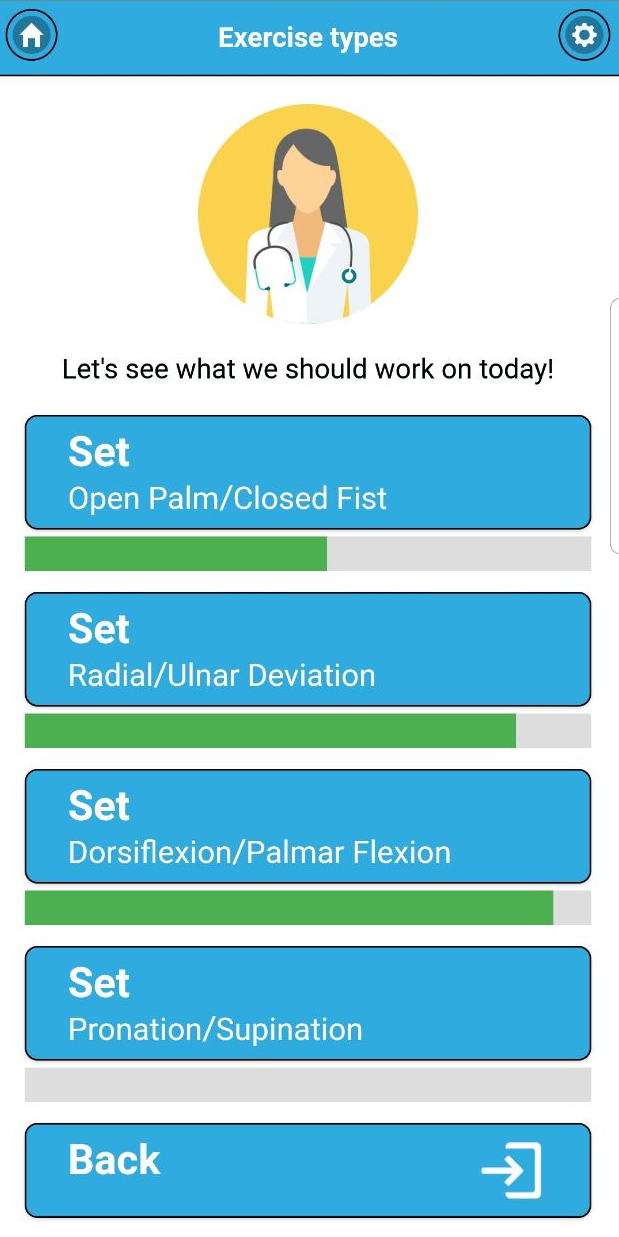 Exercise types
Let's see what we should work on today!
Set
Open Palm/Closed Fist
Set
Radial/Ulnar Deviation
Set
Dorsiflexion/Palmar Flexion
Set
Pronation/Supination
Back